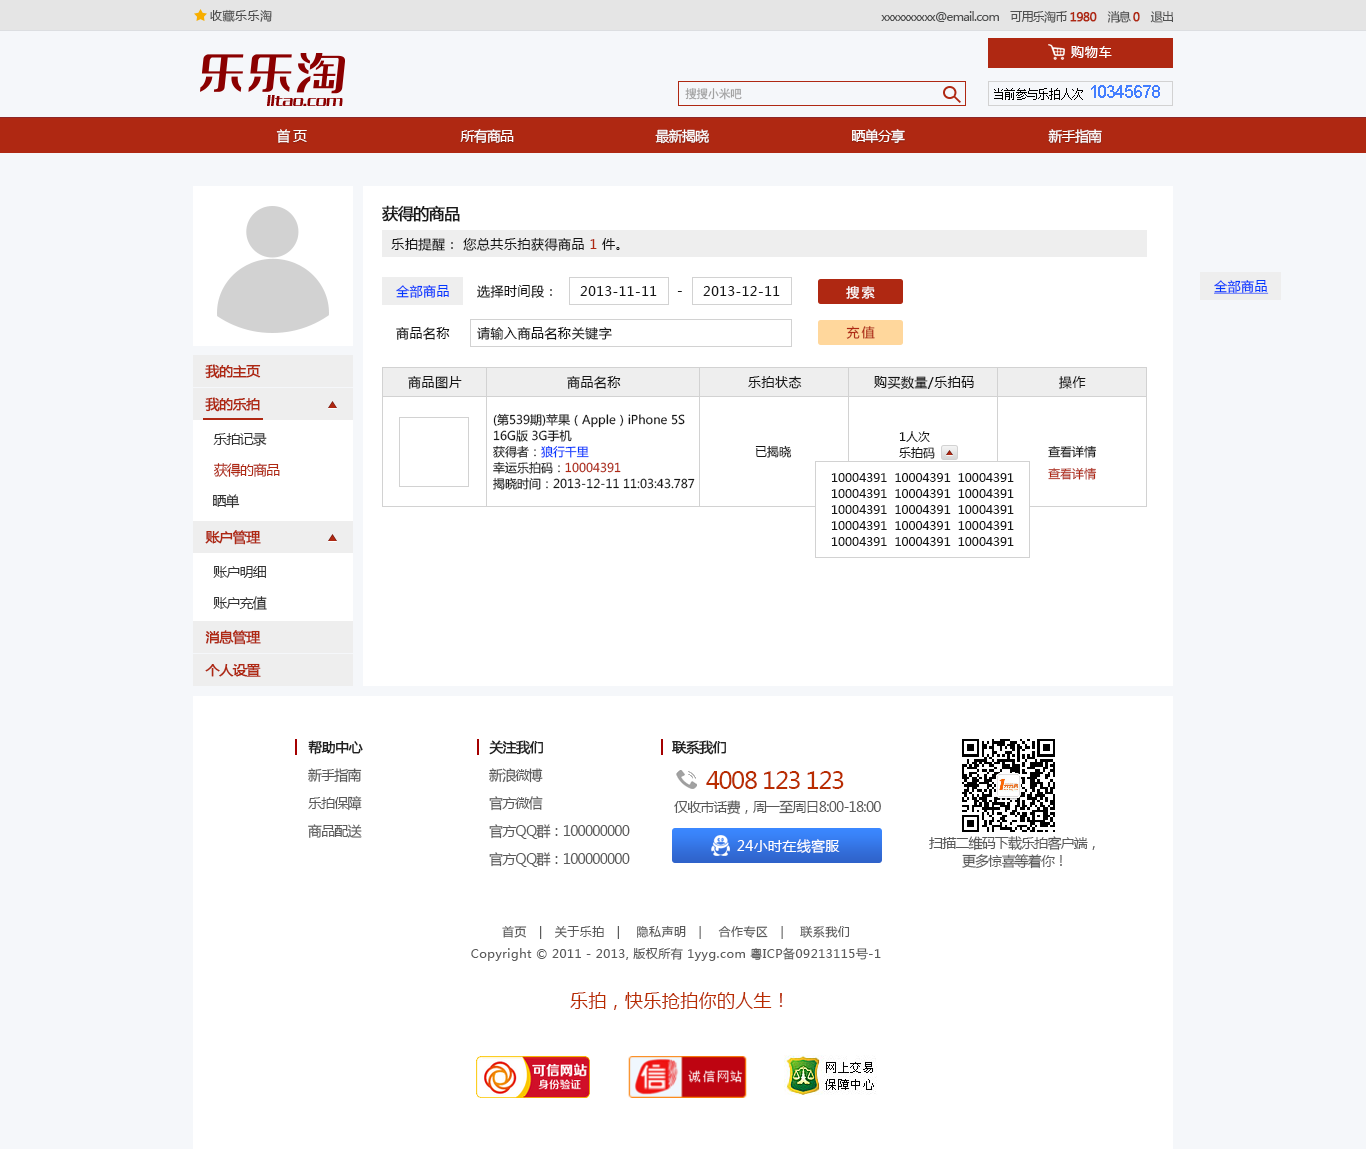 收藏乐乐淘
xxxxxxxxxx@email.com 可用乐淘币 1980 消息 0 退出
购物车
乐乐淘
lltao.com
搜搜小米吧
当前参与乐拍人次 10345678
首 页 所有商品 最新揭晓 晒单分享 新手指南
我的主页
我的乐拍
乐拍记录
获得的商品
晒单
账户管理
账户明细
账户充值
消息管理
个人设置
获得的商品
乐拍提醒： 您总共乐拍获得商品 1 件。
全部商品 选择时间段： 2013-11-11 - 2013-12-11 搜索
全部商品
商品名称 请输入商品名称关键字 充值
商品图片 商品名称 乐拍状态 购买数量/乐拍码 操作
(第539期)苹果（Apple）iPhone 5S
16G版 3G手机
获得者：狼行千里
幸运乐拍码：10004391
揭晓时间：2013-12-11 11:03:43.787
已揭晓
1人次
乐拍码
查看详情
查看详情
10004391 10004391 10004391
10004391 10004391 10004391
10004391 10004391 10004391
10004391 10004391 10004391
10004391 10004391 10004391
帮助中心
新手指南
乐拍保障
商品配送
关注我们
新浪微博
官方微信
官方QQ群：100000000
官方QQ群：100000000
联系我们
4008 123 123
仅收市话费，周一至周日8:00-18:00
24小时在线客服
扫描二维码下载乐拍客户端，
更多惊喜等着你！
首页 | 关于乐拍 | 隐私声明 | 合作专区 | 联系我们
Copyright © 2011 - 2013, 版权所有 1yyg.com 粤ICP备09213115号-1
乐拍，快乐抢拍你的人生！
可信网站
身份验证
信 诚信网站
网上交易
保障中心